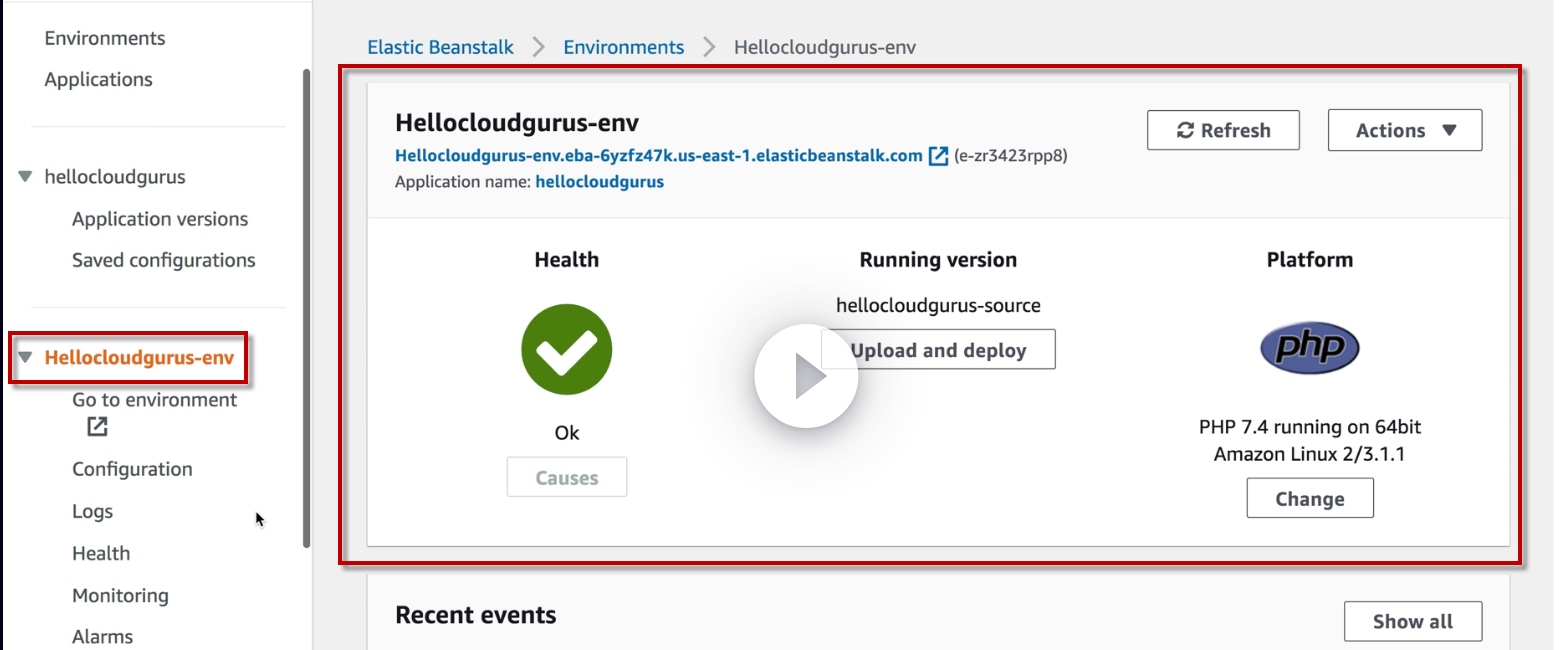 Environments
Applications
hellocloudgurus
Application versions
Saved configurations
Hellocloudgurus-env
Go to environment
Configuration
Logs
Health
Monitoring
Alarms
Elastic Beanstalk > Environments > Hellocloudgurus-env
Hellocloudgurus-env
Refresh
Actions
Hellocloudgurus-env.eba-6yzfz47k.us-east-1.elasticbeanstalk.com (e-zr3423rpp8)
Application name: hellocloudgurus
Health
Ok
Causes
Running version
hellocloudgurus-source
Upload and deploy
Platform
php
PHP 7.4 running on 64bit
Amazon Linux 2/3.1.1
Change
Recent events
Show all